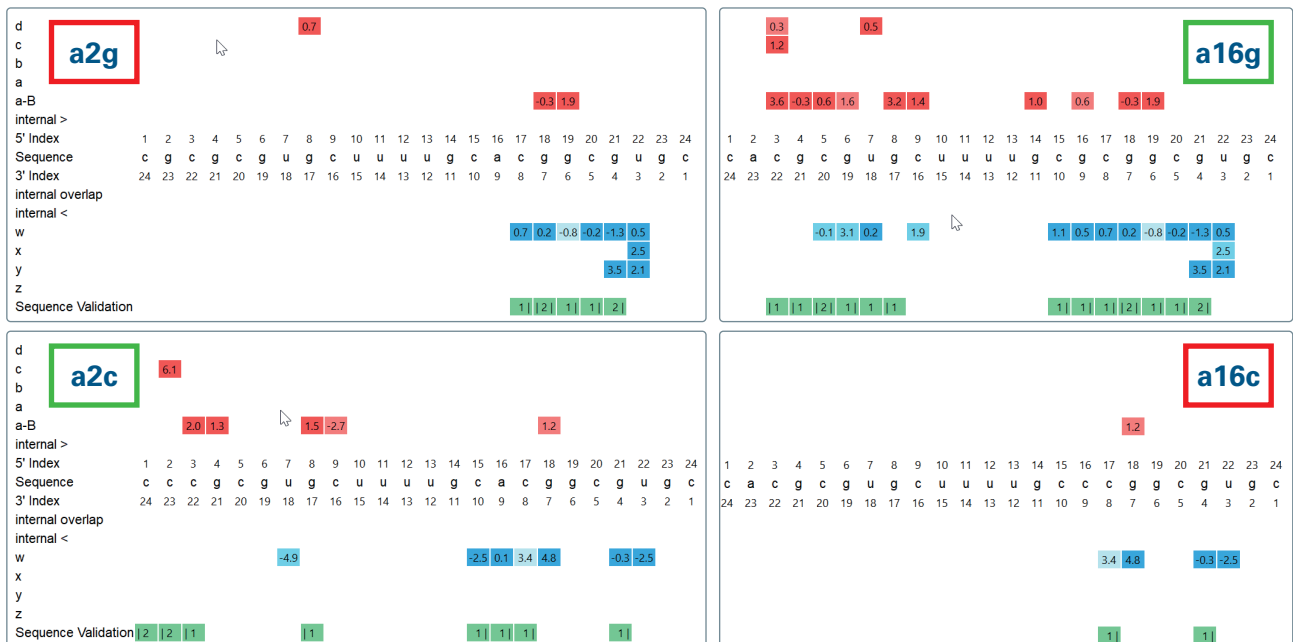 d 0.7
a2g
c
b
a
a-B -0.3 1.9
internal >
5' Index 1 2 3 4 5 6 7 8 9 10 11 12 13 14 15 16 17 18 19 20 21 22 23 24
Sequence c g c g c g u g c u u u u g c a c g g c g u g c
3' Index 24 23 22 21 20 19 18 17 16 15 14 13 12 11 10 9 8 7 6 5 4 3 2 1
internal overlap
internal <
w 0.7 0.2 -0.8 -0.2 -1.3 0.5
x 2.5
y 3.5 2.1
z
Sequence Validation 1| |2| 1| 1| 2|
0.3 0.5
1.2
a16g
3.6 -0.3 0.6 1.6 3.2 1.4 1.0 0.6 -0.3 1.9
1 2 3 4 5 6 7 8 9 10 11 12 13 14 15 16 17 18 19 20 21 22 23 24
c a c g c g u g c u u u u g c g c g g c g u g c
24 23 22 21 20 19 18 17 16 15 14 13 12 11 10 9 8 7 6 5 4 3 2 1
-0.1 3.1 0.2 1.9 1.1 0.5 0.7 0.2 -0.8 -0.2 -1.3 0.5
2.5
3.5 2.1
|1 |1 |2| 1 1 |1 1| 1| 1| |2| 1| 1| 2|
d
c 6.1
a2c
b
a
a-B 2.0 1.3 1.5 -2.7 1.2
internal >
5' Index 1 2 3 4 5 6 7 8 9 10 11 12 13 14 15 16 17 18 19 20 21 22 23 24
Sequence c c c g c g u g c u u u u g c a c g g c g u g c
3' Index 24 23 22 21 20 19 18 17 16 15 14 13 12 11 10 9 8 7 6 5 4 3 2 1
internal overlap
internal <
w -4.9 -2.5 0.1 3.4 4.8 -0.3 -2.5
x
y
z
Sequence Validation |2 |2 |1 |1 1| 1| 1| 1|
a16c
1.2
1 2 3 4 5 6 7 8 9 10 11 12 13 14 15 16 17 18 19 20 21 22 23 24
c a c g c g u g c u u u u g c c c g g c g u g c
24 23 22 21 20 19 18 17 16 15 14 13 12 11 10 9 8 7 6 5 4 3 2 1
3.4 4.8 -0.3 -2.5
1| 1|